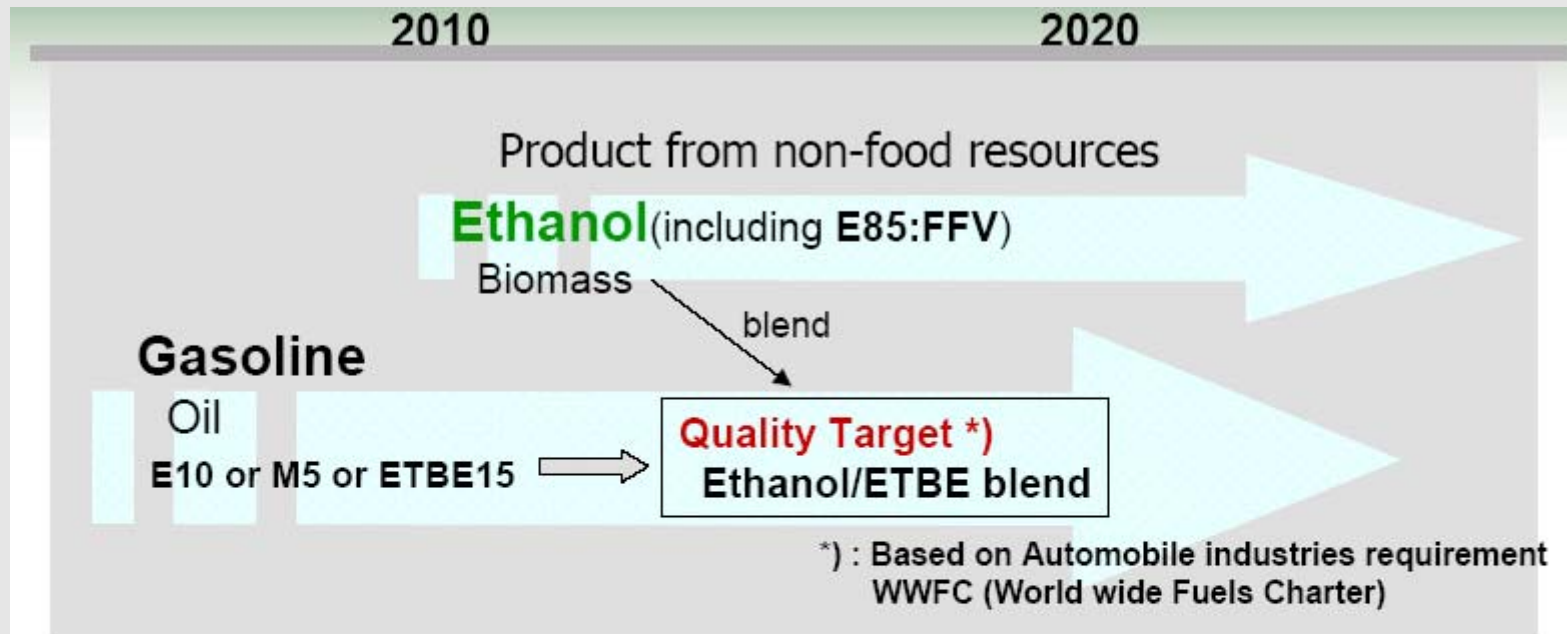 2010 2020
Product from non-food resources
Ethanol(including E85:FFV)
Biomass
blend
Gasoline
Oil
E10 or M5 or ETBE15
Quality Target *)
Ethanol/ETBE blend
*) : Based on Automobile industries requirement
WWFC (World wide Fuels Charter)